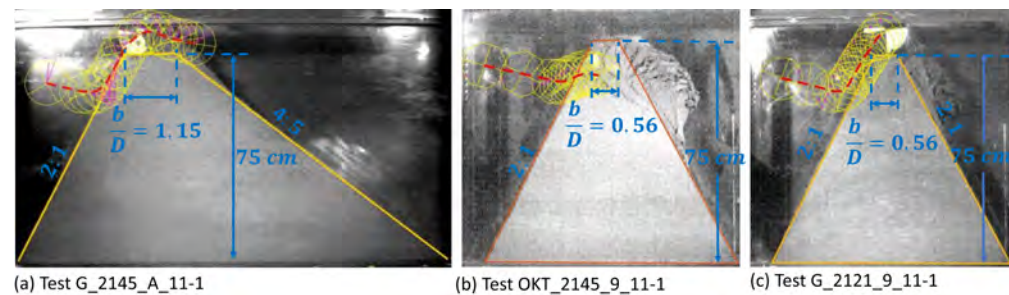 b/D = 1.15
2:1
4:5
75 cm
(a) Test G_2145_A_11-1
b/D = 0.56
2:1
75 cm
(b) Test OKT_2145_9_11-1
b/D = 0.56
2:1
75 cm
(c) Test G_2121_9_11-1